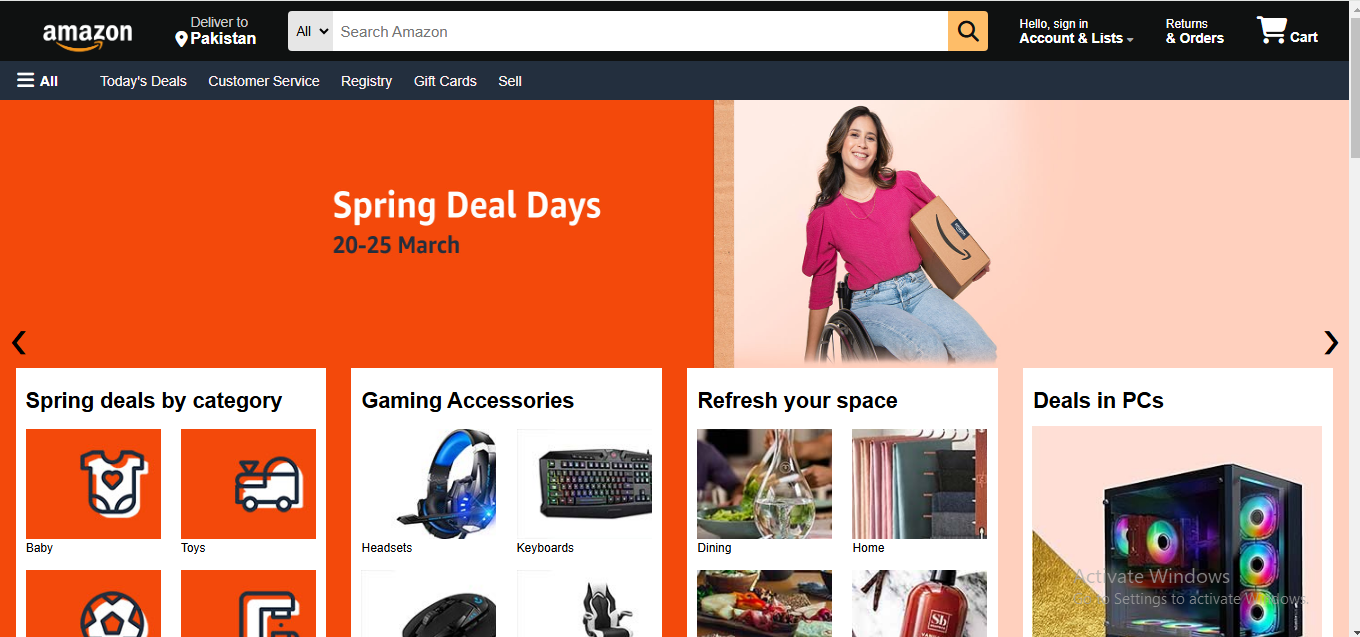 amazon
Deliver to
Pakistan
All
Search Amazon
Hello, sign in
Account & Lists
Returns
& Orders
Cart
All
Today's Deals
Customer Service
Registry
Gift Cards
Sell
Spring Deal Days
20-25 March
Spring deals by category
Gaming Accessories
Refresh your space
Deals in PCs
Baby
Toys
Headsets
Keyboards
Dining
Home
Sb
Activate Windows
to Settings to activate Windows.